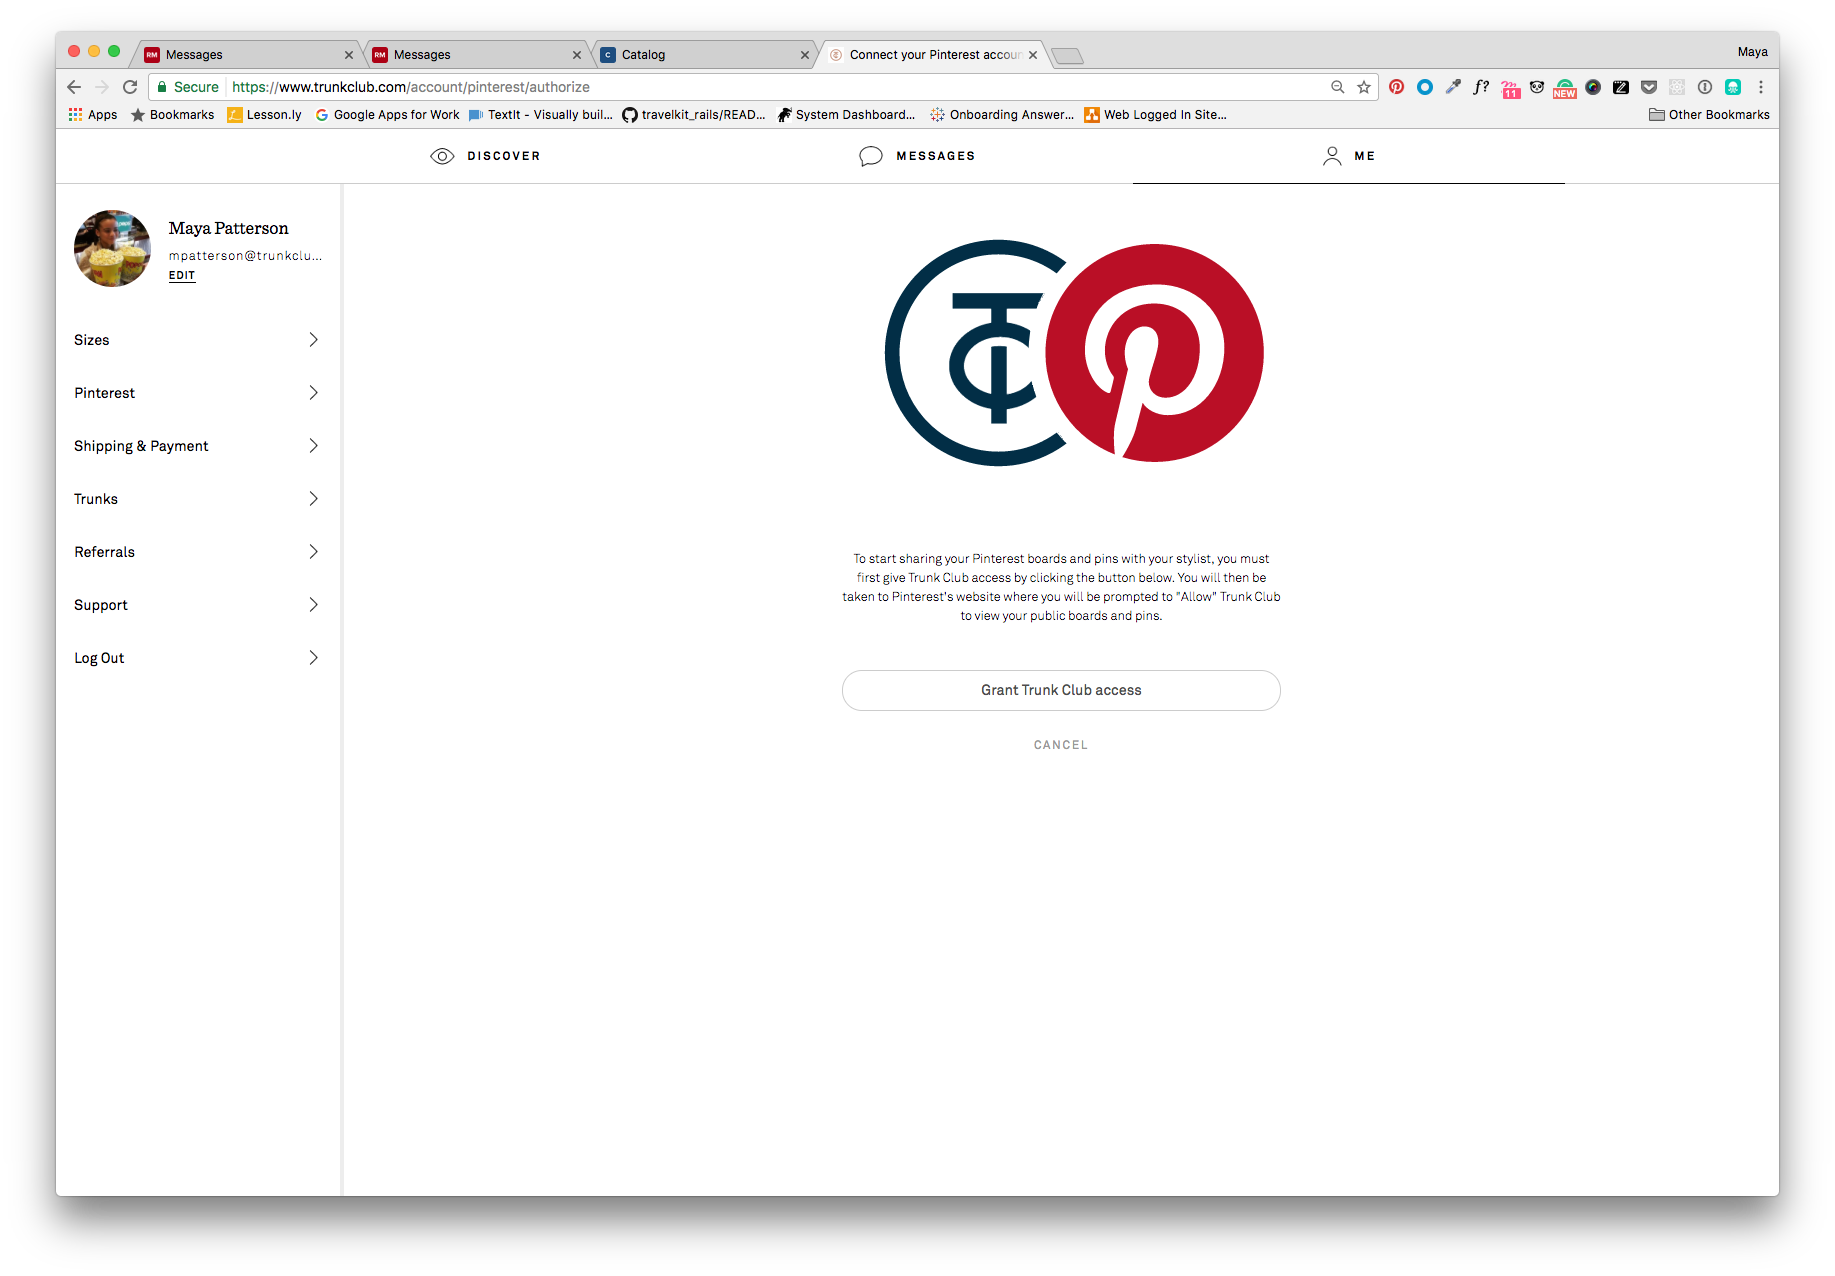 Messages
Messages
Catalog
Connect your Pinterest accoun
Maya
Secure https://www.trunkclub.com/account/pinterest/authorize
f?
11
NEW
Apps
Bookmarks
Lesson.ly
Google Apps for Work
TextIt - Visually buil...
travelkit_rails/READ...
System Dashboard...
Onboarding Answer...
Web Logged In Site...
Other Bookmarks
DISCOVER
MESSAGES
ME
Maya Patterson
mpatterson@trunkclu...
EDIT
Sizes
Pinterest
Shipping & Payment
Trunks
Referrals
Support
Log Out
To start sharing your Pinterest boards and pins with your stylist, you must
first give Trunk Club access by clicking the button below. You will then be
taken to Pinterest's website where you will be prompted to "Allow" Trunk Club
to view your public boards and pins.
Grant Trunk Club access
CANCEL